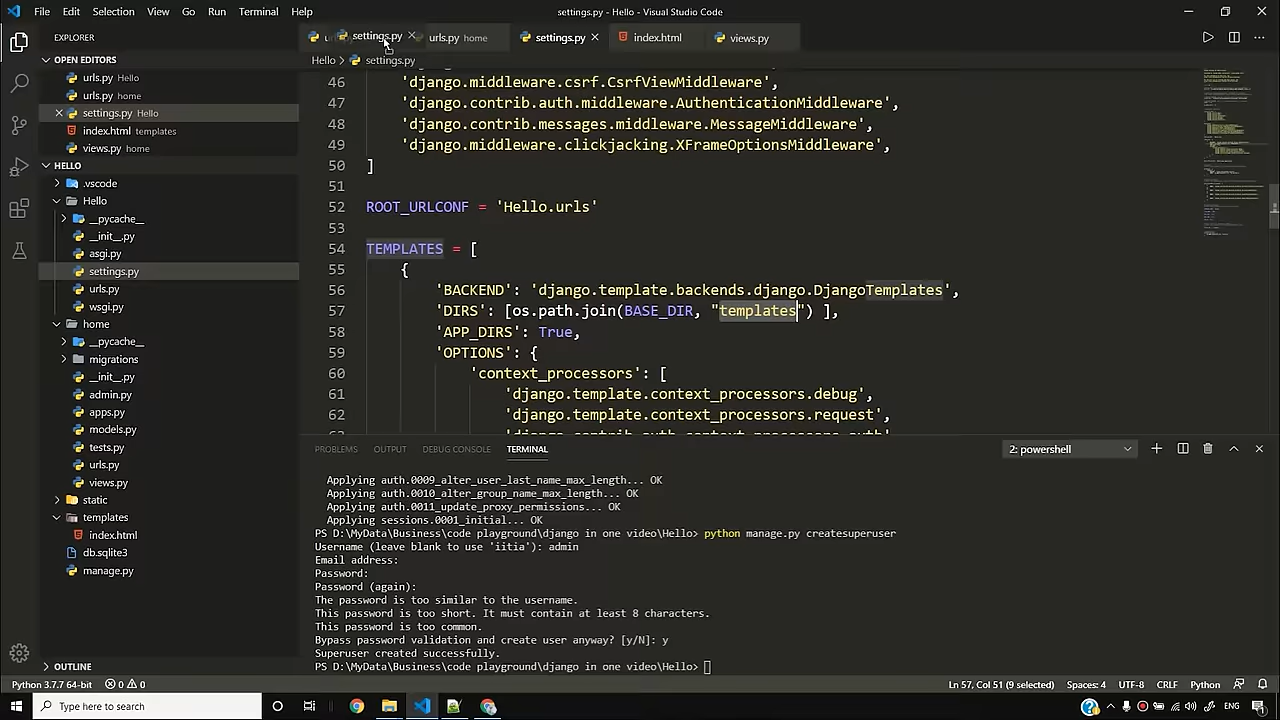 File Edit Selection View Go Run Terminal Help
settings.py - Hello - Visual Studio Code
EXPLORER
settings.py
urls.py home
settings.py
index.html
views.py
OPEN EDITORS
urls.py Hello
urls.py home
settings.py Hello
index.html templates
views.py home
HELLO
.vscode
Hello
__pycache__
__init__.py
asgi.py
settings.py
urls.py
wsgi.py
home
__pycache__
migrations
__init__.py
admin.py
apps.py
models.py
tests.py
urls.py
views.py
static
templates
index.html
db.sqlite3
manage.py
OUTLINE
Hello > settings.py
46 'django.middleware.csrf.CsrfViewMiddleware',
47 'django.contrib.auth.middleware.AuthenticationMiddleware',
48 'django.contrib.messages.middleware.MessageMiddleware',
49 'django.middleware.clickjacking.XFrameOptionsMiddleware',
50 ]
51
52 ROOT_URLCONF = 'Hello.urls'
53
54 TEMPLATES = [
55 {
56 'BACKEND': 'django.template.backends.django.DjangoTemplates',
57 'DIRS': [os.path.join(BASE_DIR, "templates") ],
58 'APP_DIRS': True,
59 'OPTIONS': {
60 'context_processors': [
61 'django.template.context_processors.debug',
62 'django.template.context_processors.request',
PROBLEMS OUTPUT DEBUG CONSOLE TERMINAL
2: powershell
Applying auth.0009_alter_user_last_name_max_length... OK
Applying auth.0010_alter_group_name_max_length... OK
Applying auth.0011_update_proxy_permissions... OK
Applying sessions.0001_initial... OK
PS D:\MyData\Business\code playground\django in one video\Hello> python manage.py createsuperuser
Username (leave blank to use 'iitia'): admin
Email address:
Password:
Password (again):
The password is too similar to the username.
This password is too short. It must contain at least 8 characters.
This password is too common.
Bypass password validation and create user anyway? [y/N]: y
Superuser created successfully.
PS D:\MyData\Business\code playground\django in one video\Hello>
Python 3.7.7 64-bit 0 0
Ln 57, Col 51 (9 selected) Spaces: 4 UTF-8 CRLF Python
Type here to search
ENG